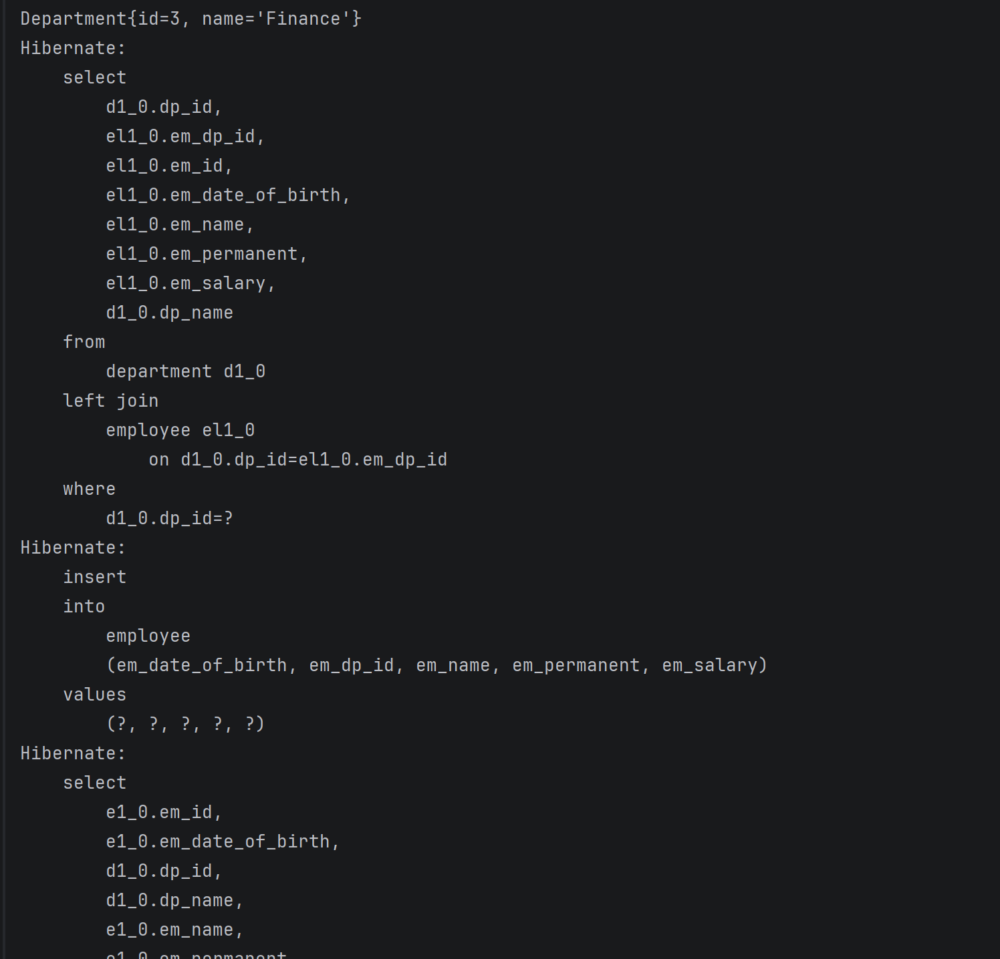 Department{id=3, name='Finance'}
Hibernate:
    select
        d1_0.dp_id,
        el1_0.em_dp_id,
        el1_0.em_id,
        el1_0.em_date_of_birth,
        el1_0.em_name,
        el1_0.em_permanent,
        el1_0.em_salary,
        d1_0.dp_name
    from
        department d1_0
    left join
        employee el1_0
            on d1_0.dp_id=el1_0.em_dp_id
    where
        d1_0.dp_id=?
Hibernate:
    insert
    into
        employee
        (em_date_of_birth, em_dp_id, em_name, em_permanent, em_salary)
    values
        (?, ?, ?, ?, ?)
Hibernate:
    select
        e1_0.em_id,
        e1_0.em_date_of_birth,
        d1_0.dp_id,
        d1_0.dp_name,
        e1_0.em_name,
        e1_0.em_permanent